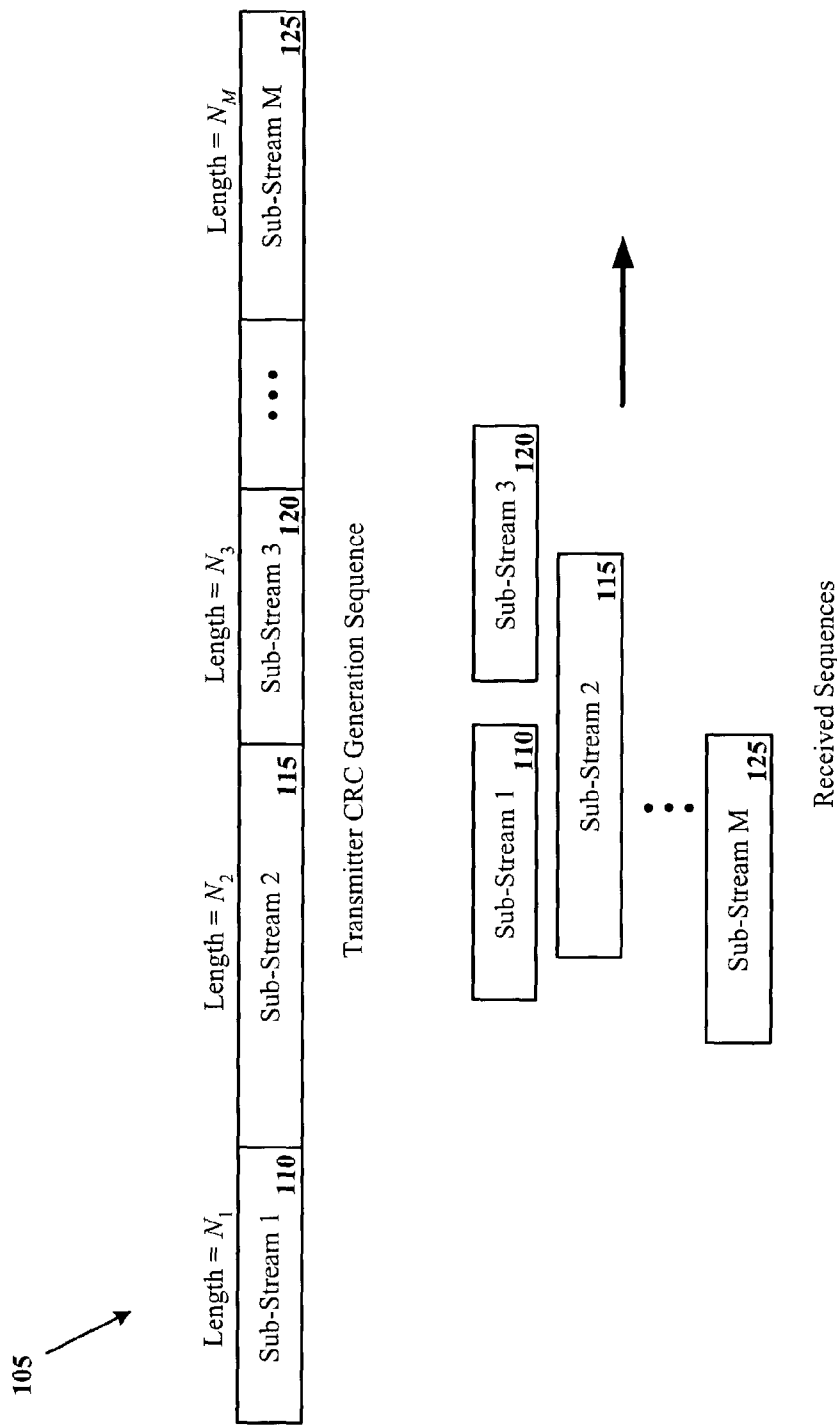 105
Length = N1
Length = N2
Length = N3
Length = NM
Sub-Stream 1
110
Sub-Stream 2
115
Sub-Stream 3
120
•••
Sub-Stream M
125
Transmitter CRC Generation Sequence
Sub-Stream 1
110
Sub-Stream 3
120
Sub-Stream 2
115
•••
Sub-Stream M
125
Received Sequences